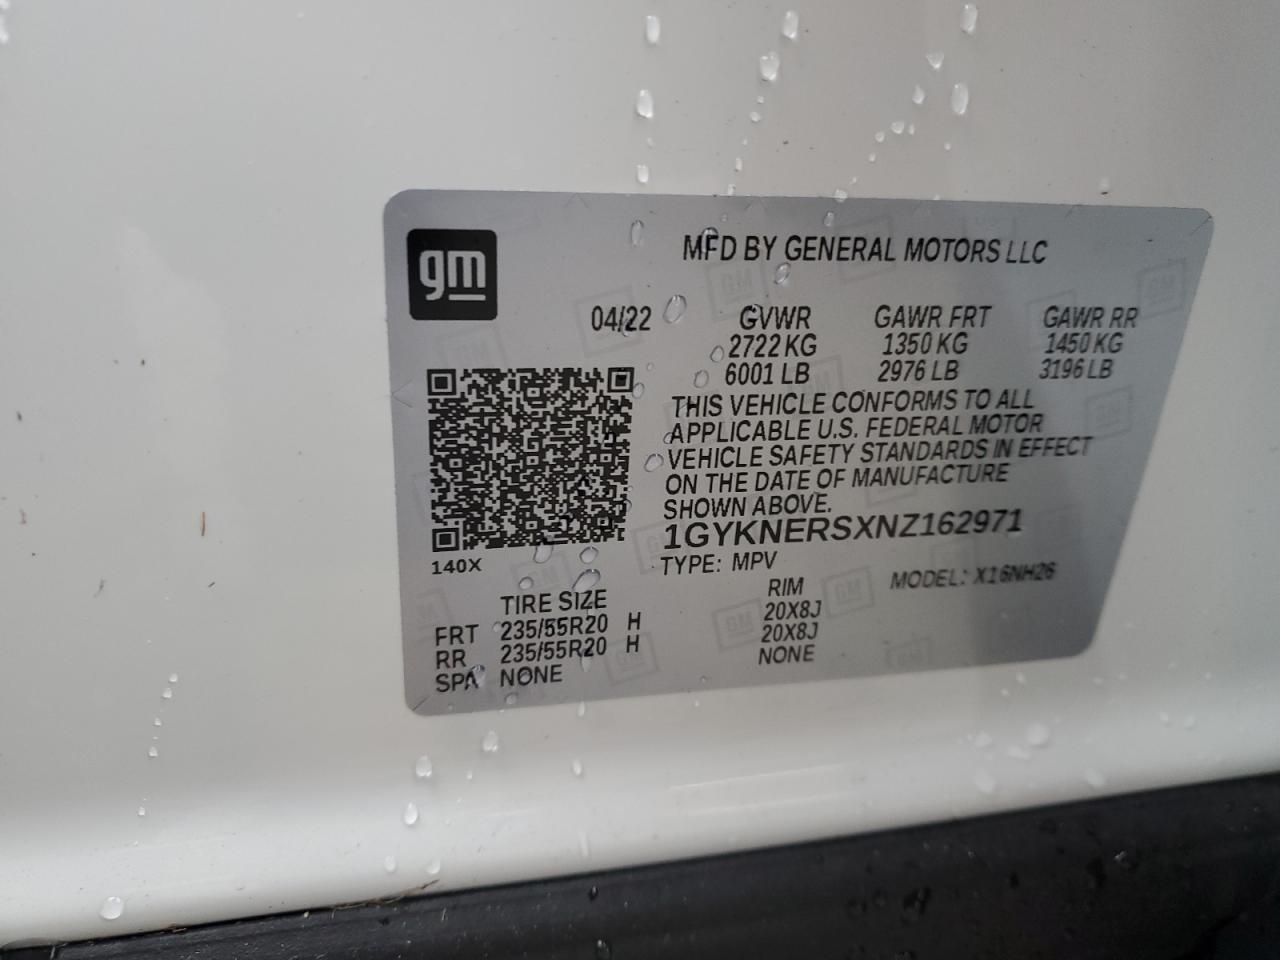 gm
MFD BY GENERAL MOTORS LLC
04/22 GVWR GAWR FRT GAWR RR
2722 KG 1350 KG 1450 KG
6001 LB 2976 LB 3196 LB
THIS VEHICLE CONFORMS TO ALL
APPLICABLE U.S. FEDERAL MOTOR
VEHICLE SAFETY STANDARDS IN EFFECT
ON THE DATE OF MANUFACTURE
SHOWN ABOVE.
1GYKNERSXNZ162971
140X
TYPE: MPV MODEL: X16NH26
TIRE SIZE RIM
FRT 235/55R20 H 20X8J
RR 235/55R20 H 20X8J
SPA NONE NONE